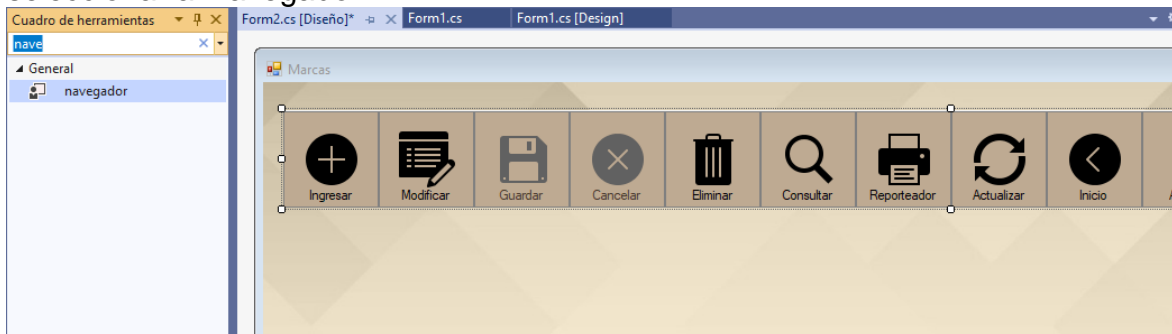 Cuadro de herramientas
Form2.cs [Diseño]*
Form1.cs
Form1.cs [Design]
nave
General
navegador
Marcas
Ingresar
Modificar
Guardar
Cancelar
Eliminar
Consultar
Reporteador
Actualizar
Inicio